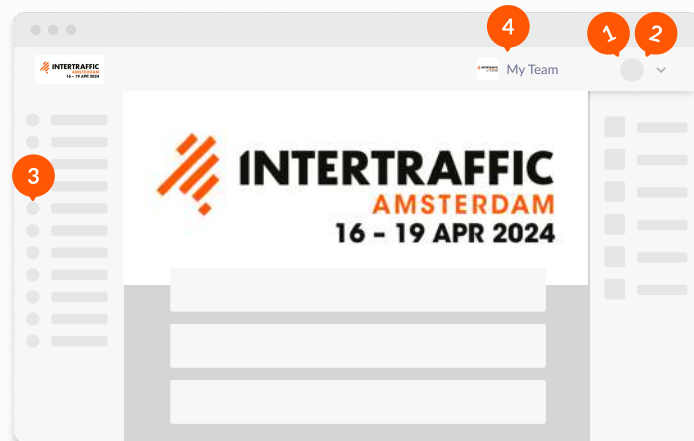 4
1
2
INTERTRAFFIC
AMSTERDAM
16 - 19 APR 2024
My Team
3
INTERTRAFFIC
AMSTERDAM
16 - 19 APR 2024